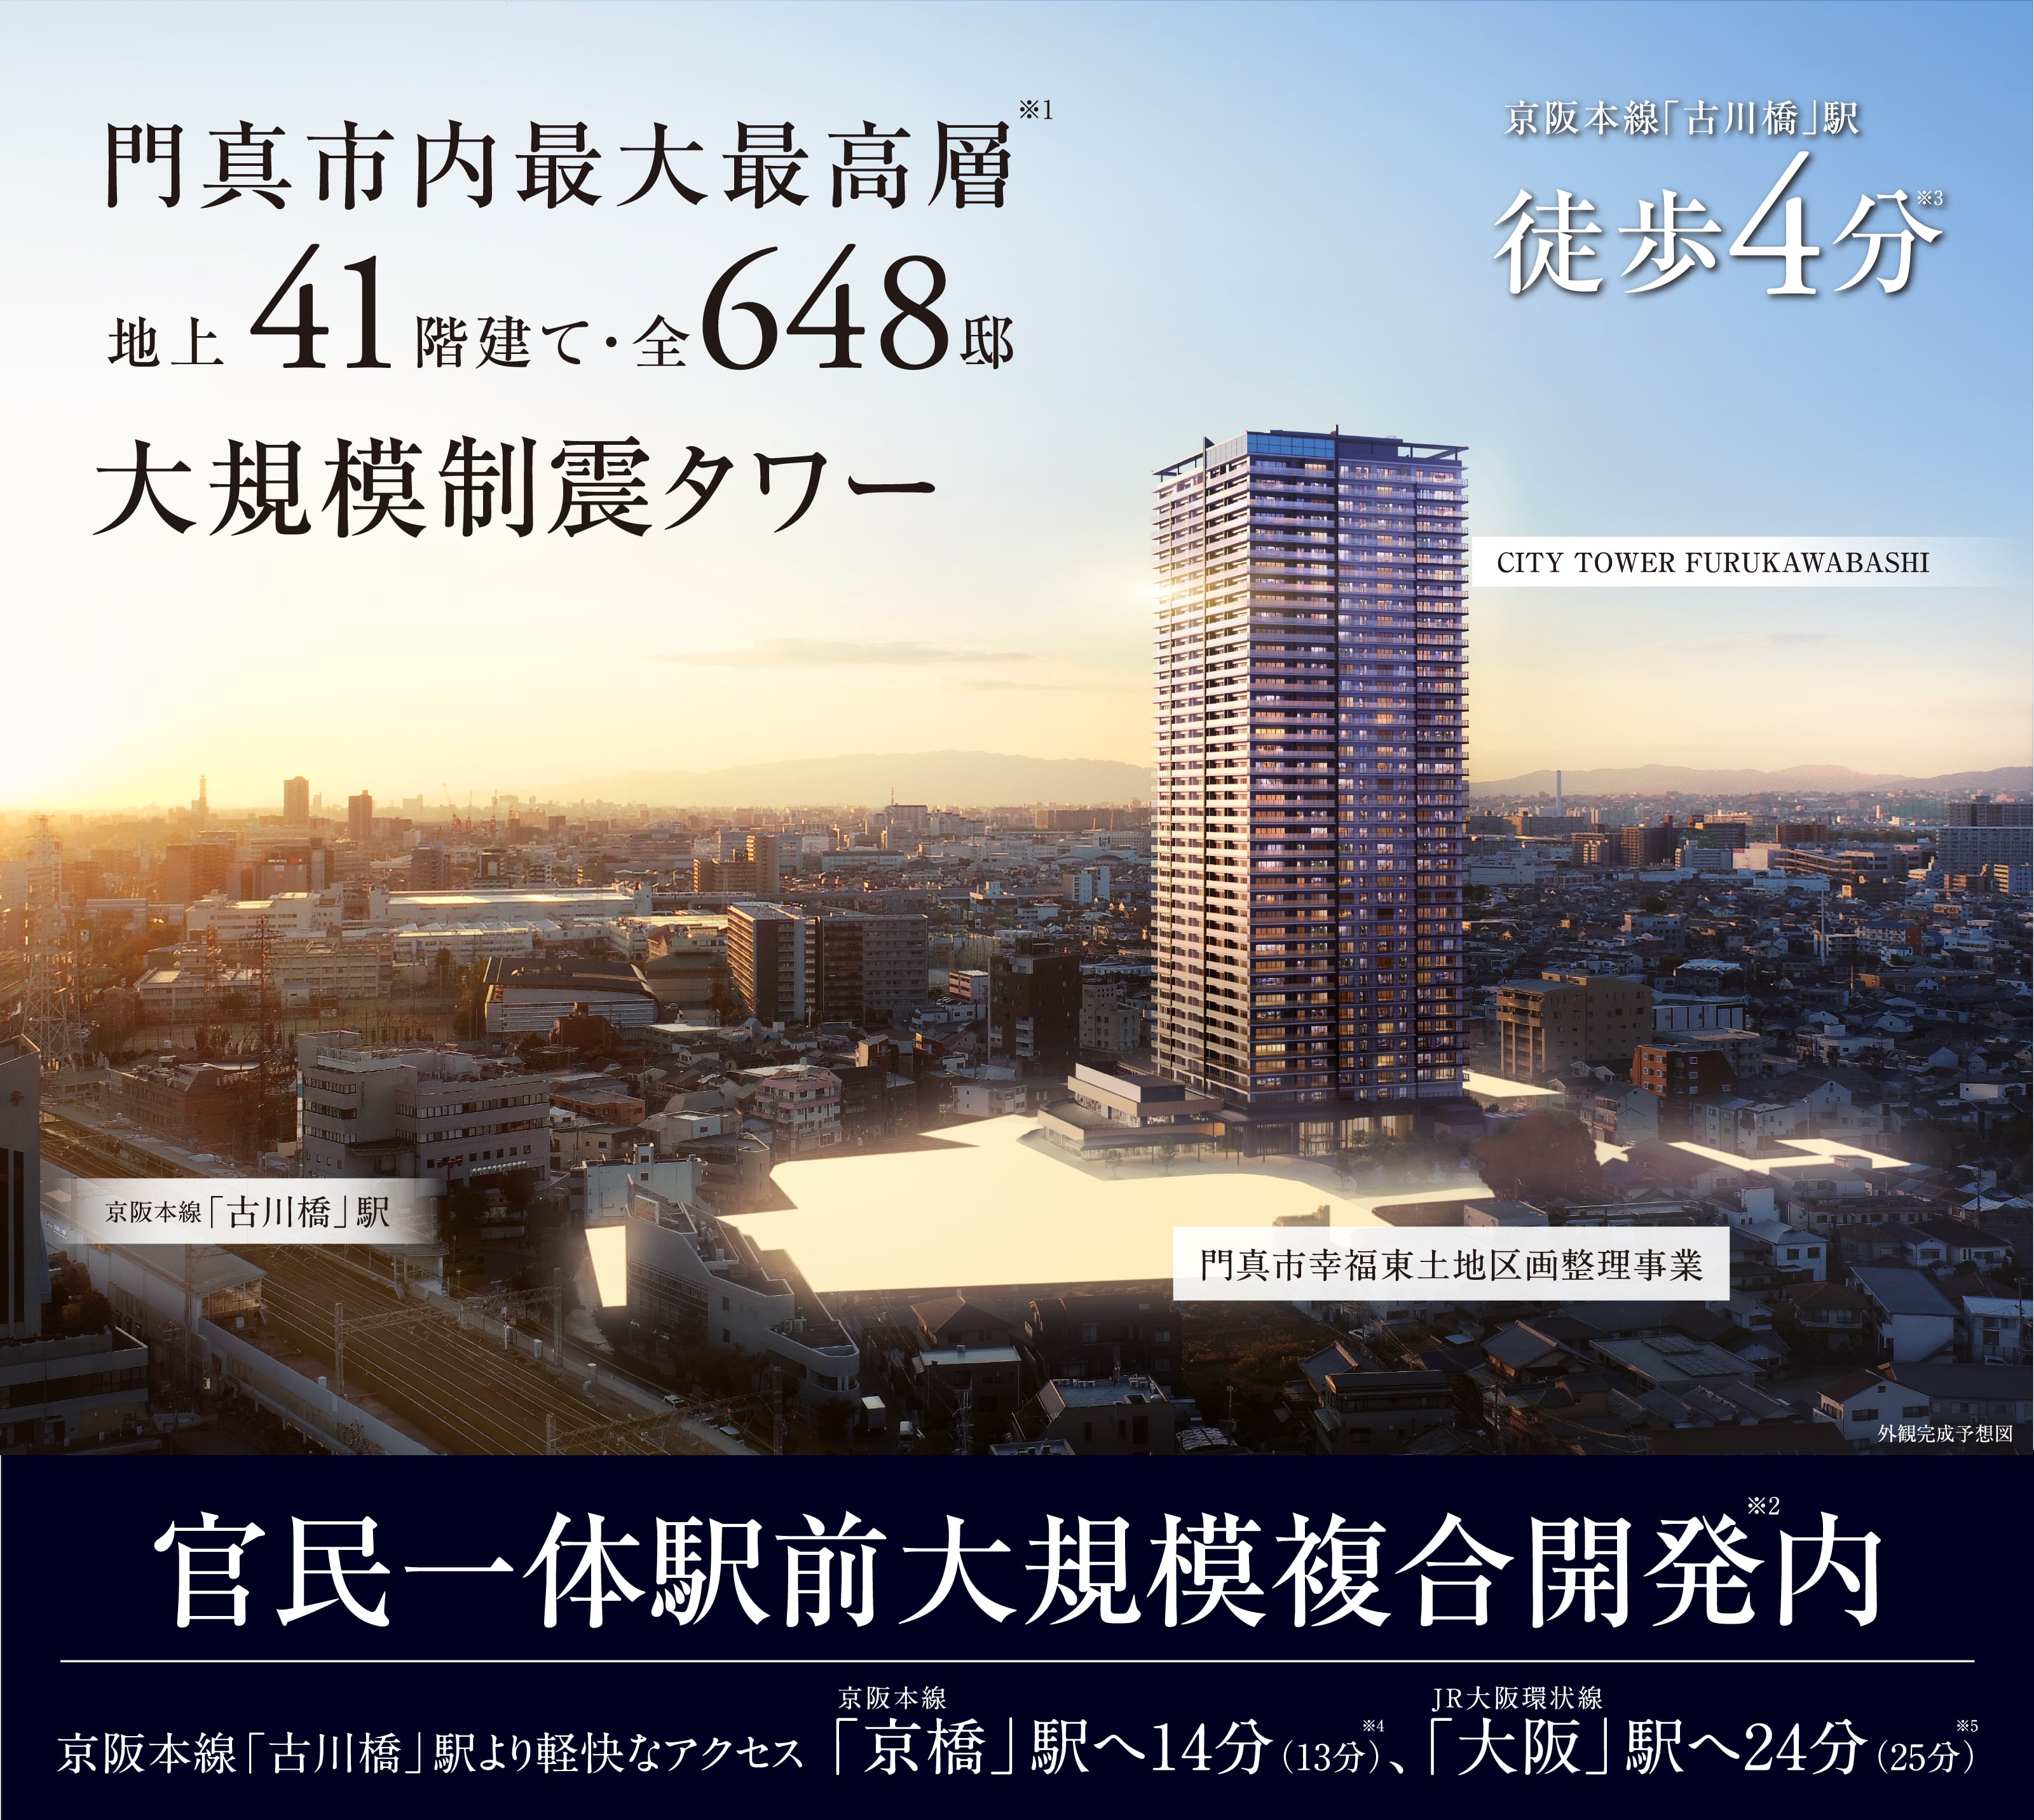 門真市内最大最高層※1
地上41階建て・全648邸
大規模制震タワー
京阪本線「古川橋」駅
徒歩4分※3
CITY TOWER FURUKAWABASHI
京阪本線「古川橋」駅
門真市幸福東土地区画整理事業
外観完成予想図
官民一体駅前大規模複合開発※2内
京阪本線「古川橋」駅より軽快なアクセス 京阪本線「京橋」駅へ14分(13分)※4、JR大阪環状線「大阪」駅へ24分(25分)※5